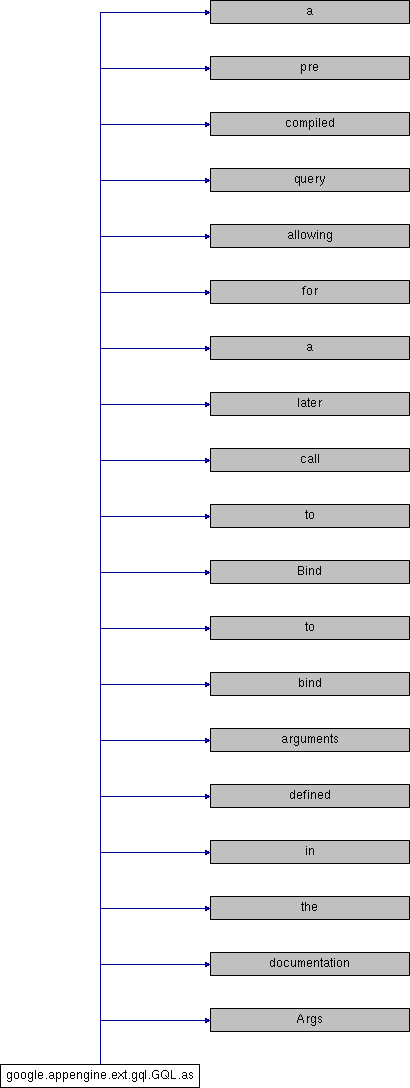 a
pre
compiled
query
allowing
for
a
later
call
to
Bind
to
bind
arguments
defined
in
the
documentation
Args
google.appengine.ext.gql.GQL.as